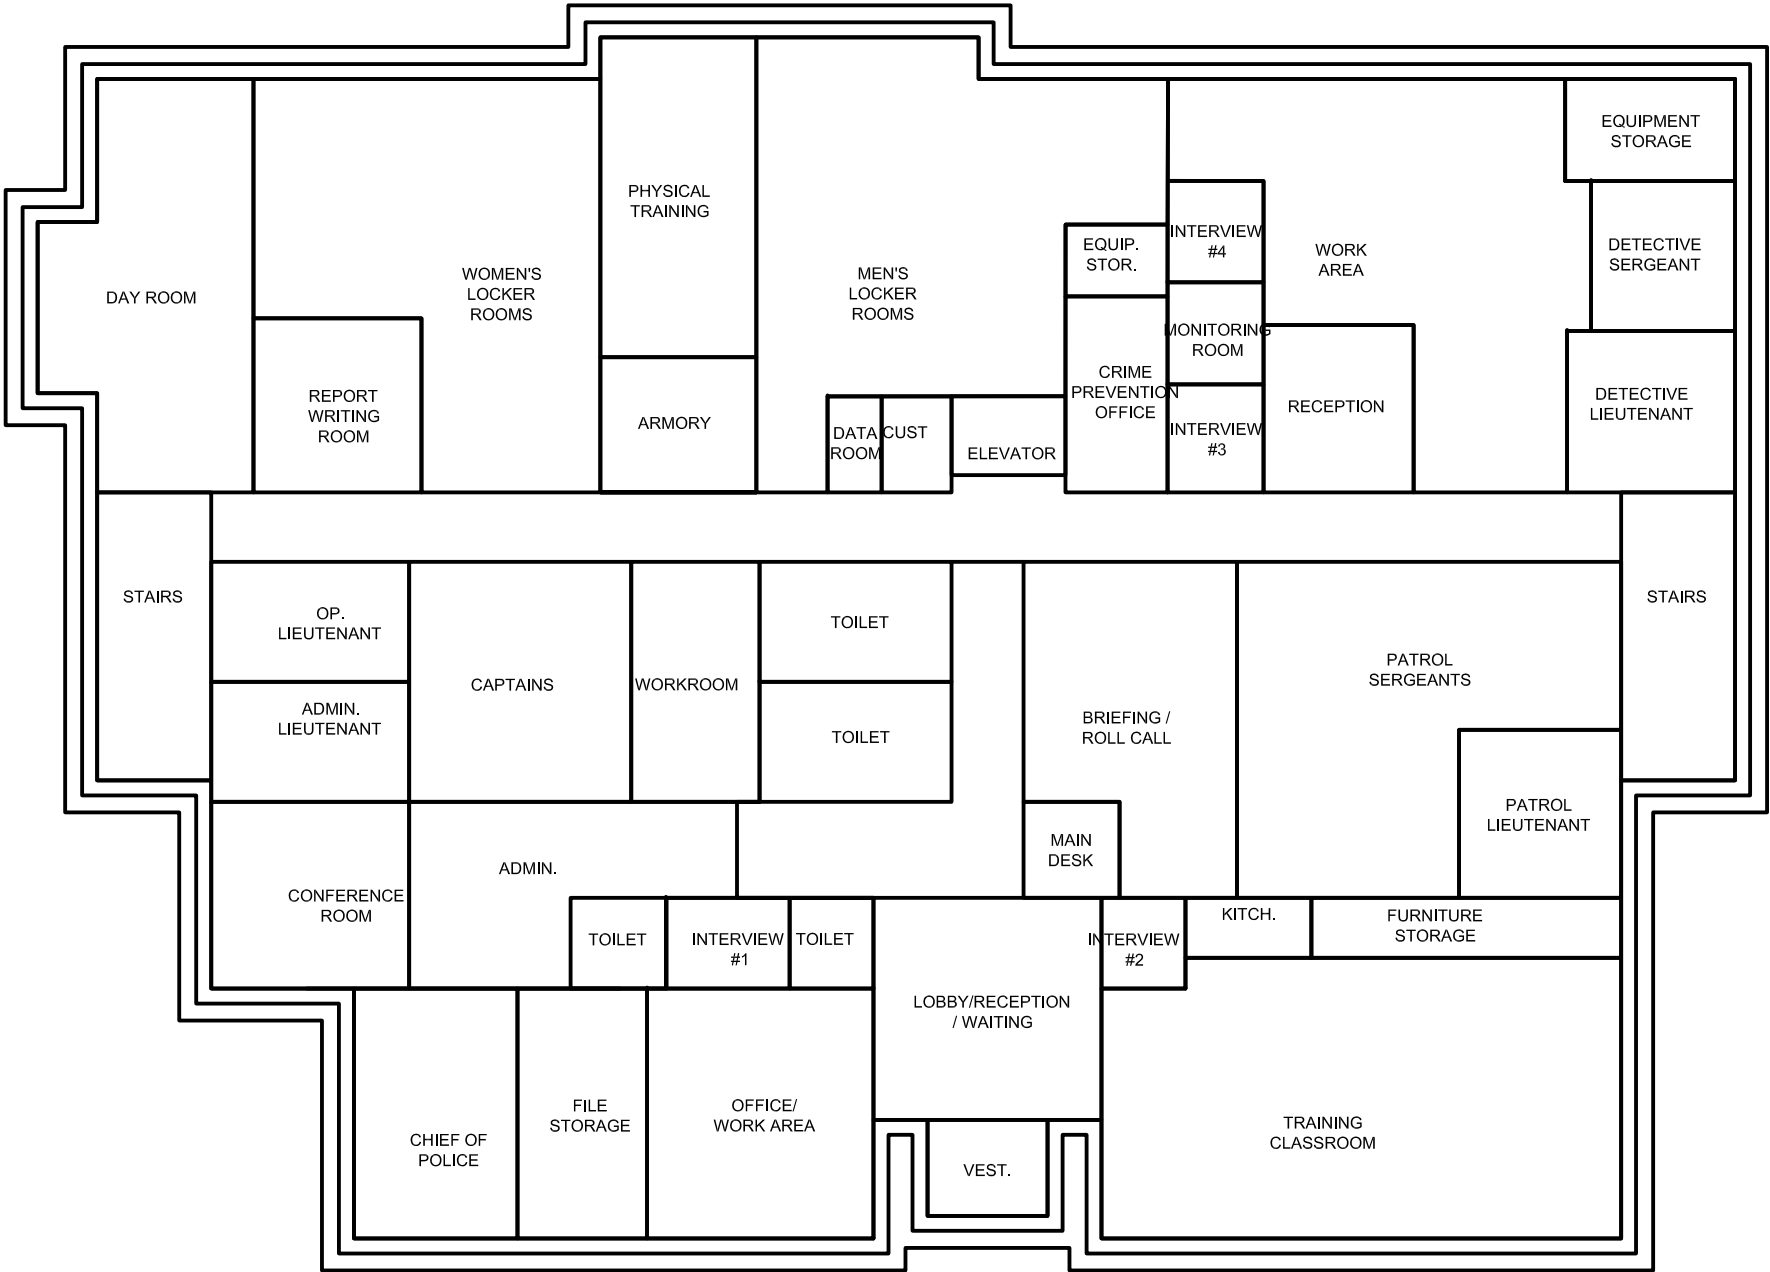 EQUIPMENT
STORAGE
PHYSICAL
TRAINING
INTERVIEW
#4
EQUIP.
STOR.
WORK
AREA
DETECTIVE
SERGEANT
DAY ROOM
WOMEN'S
LOCKER
ROOMS
MEN'S
LOCKER
ROOMS
MONITORING
ROOM
CRIME
PREVENTION
OFFICE
REPORT
WRITING
ROOM
ARMORY
DATA
ROOM
CUST
ELEVATOR
INTERVIEW
#3
RECEPTION
DETECTIVE
LIEUTENANT
STAIRS
OP.
LIEUTENANT
TOILET
STAIRS
CAPTAINS
WORKROOM
PATROL
SERGEANTS
ADMIN.
LIEUTENANT
TOILET
BRIEFING /
ROLL CALL
PATROL
LIEUTENANT
MAIN
DESK
ADMIN.
CONFERENCE
ROOM
TOILET
INTERVIEW
#1
TOILET
INTERVIEW
#2
KITCH.
FURNITURE
STORAGE
LOBBY/RECEPTION
/ WAITING
CHIEF OF
POLICE
FILE
STORAGE
OFFICE/
WORK AREA
VEST.
TRAINING
CLASSROOM